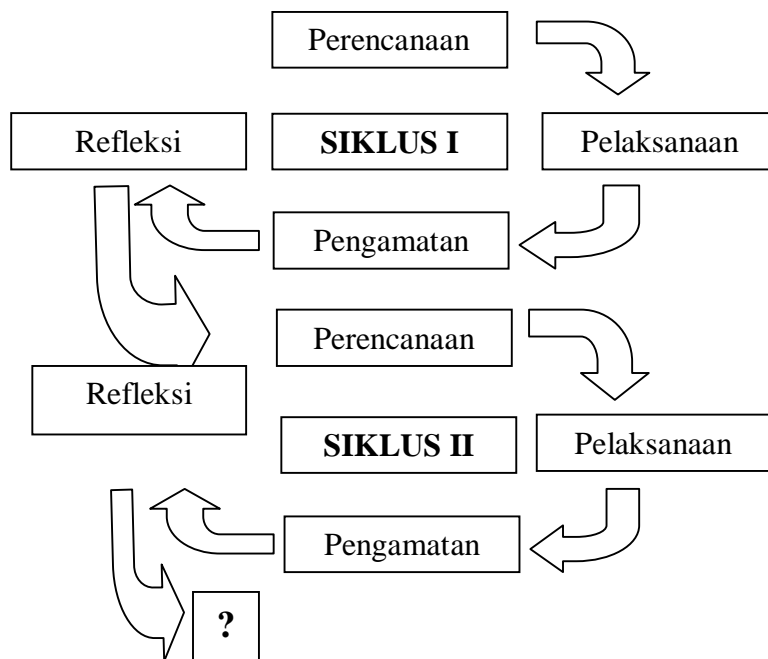 Perencanaan
Refleksi
SIKLUS I
Pelaksanaan
Pengamatan
Perencanaan
Refleksi
SIKLUS II
Pelaksanaan
Pengamatan
?